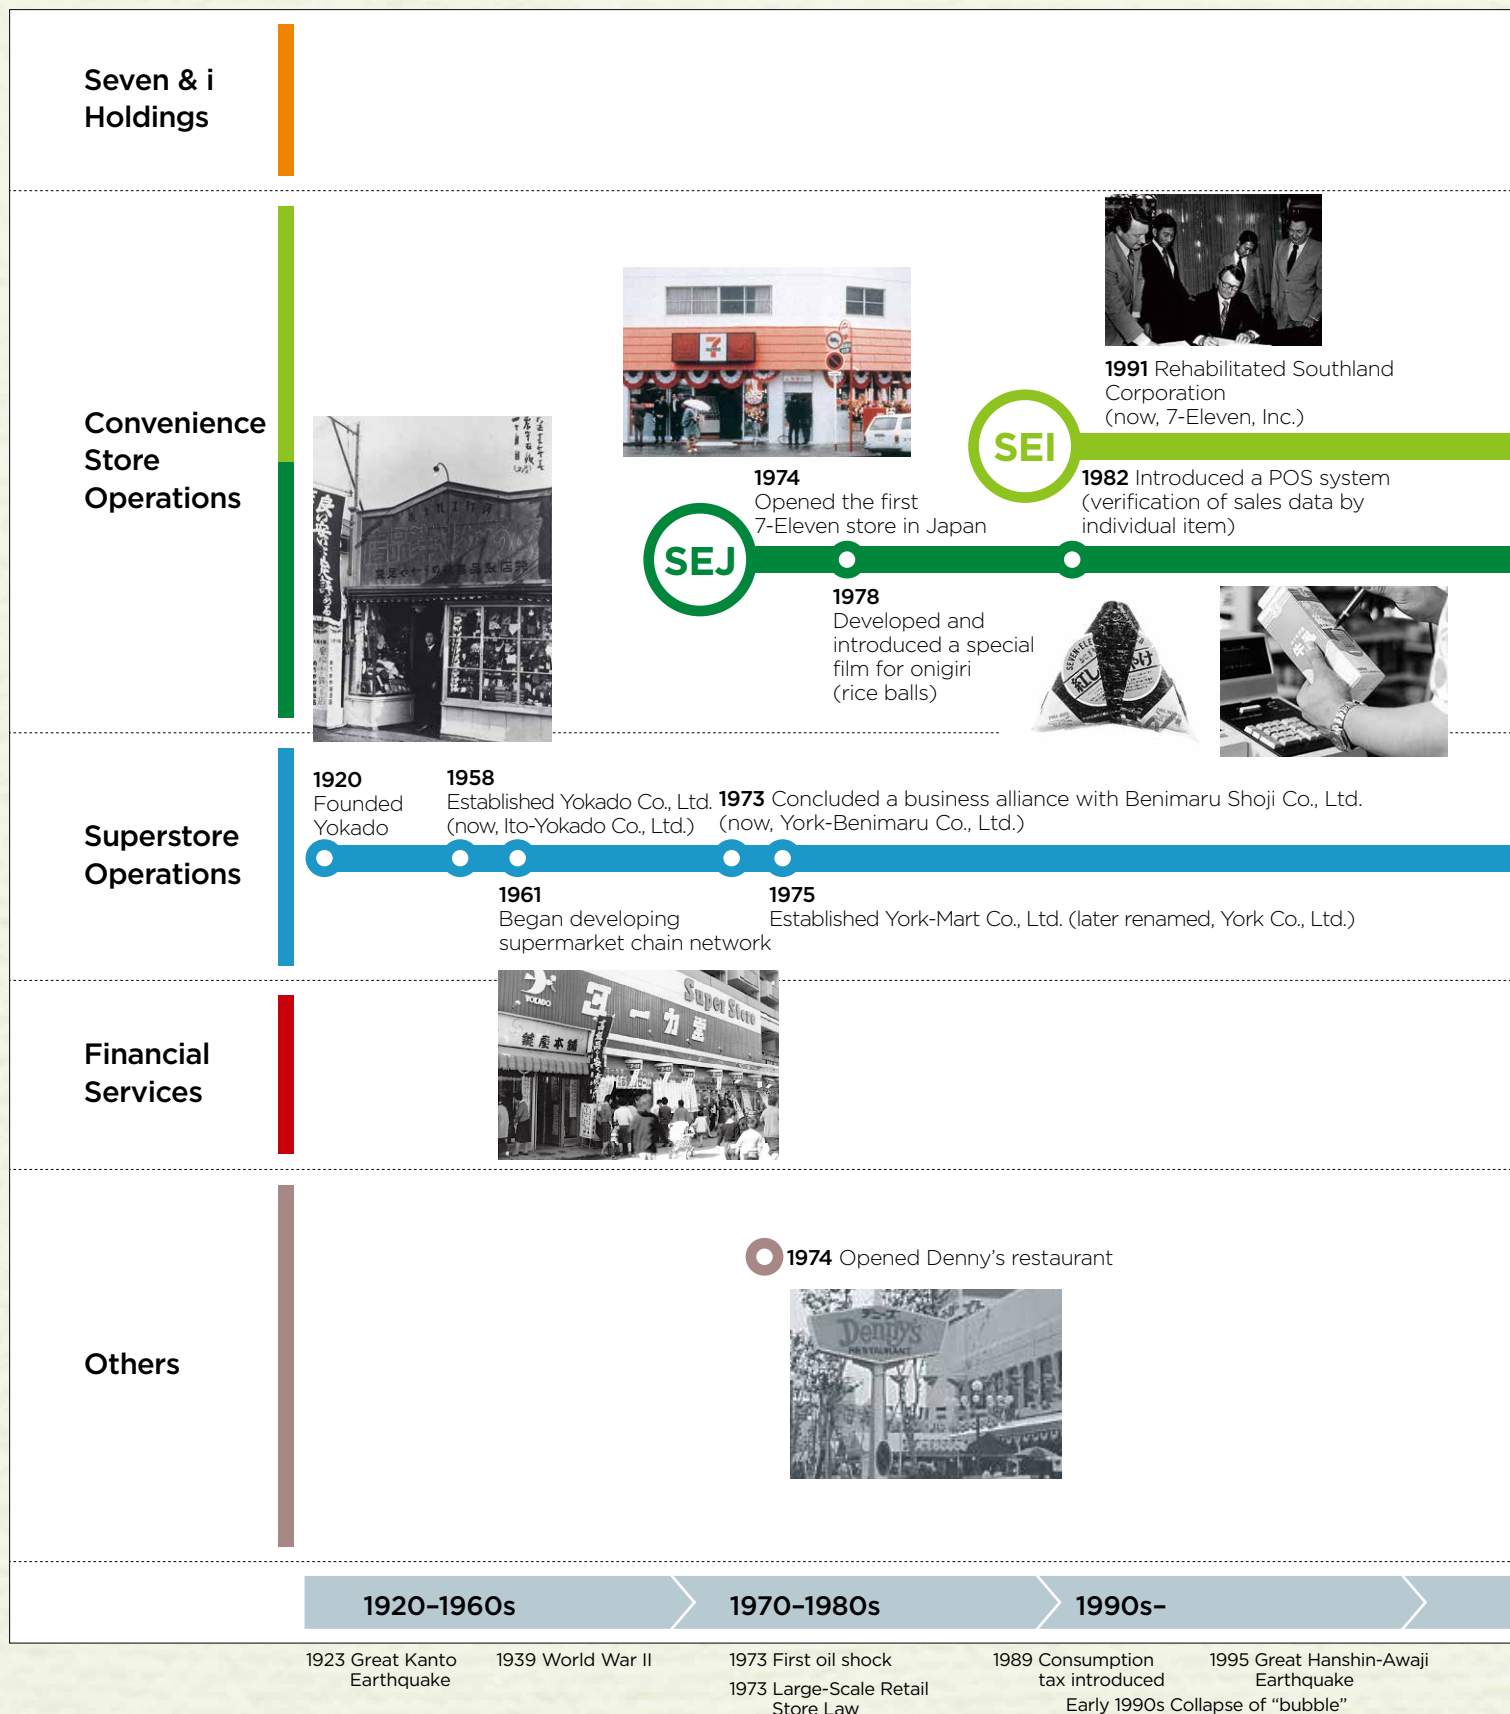 Seven & i
Holdings
Convenience
Store
Operations
1991 Rehabilitated Southland
Corporation
(now, 7-Eleven, Inc.)
SEI
1974
Opened the first
7-Eleven store in Japan
1982 Introduced a POS system
(verification of sales data by
individual item)
SEJ
1978
Developed and
introduced a special
film for onigiri
(rice balls)
Superstore
Operations
1920
Founded
Yokado
1958
Established Yokado Co., Ltd.
(now, Ito-Yokado Co., Ltd.)
1973 Concluded a business alliance with Benimaru Shoji Co., Ltd.
(now, York-Benimaru Co., Ltd.)
1961
Began developing
supermarket chain network
1975
Established York-Mart Co., Ltd. (later renamed, York Co., Ltd.)
YOKADO
Super Store
Financial
Services
Others
1974 Opened Denny's restaurant
デニーズ
Denny's
RESTAURANT
1920–1960s
1970–1980s
1990s–
1923 Great Kanto
Earthquake
1939 World War II
1973 First oil shock
1973 Large-Scale Retail
Store Law
1989 Consumption
tax introduced
1995 Great Hanshin-Awaji
Earthquake
Early 1990s Collapse of “bubble”